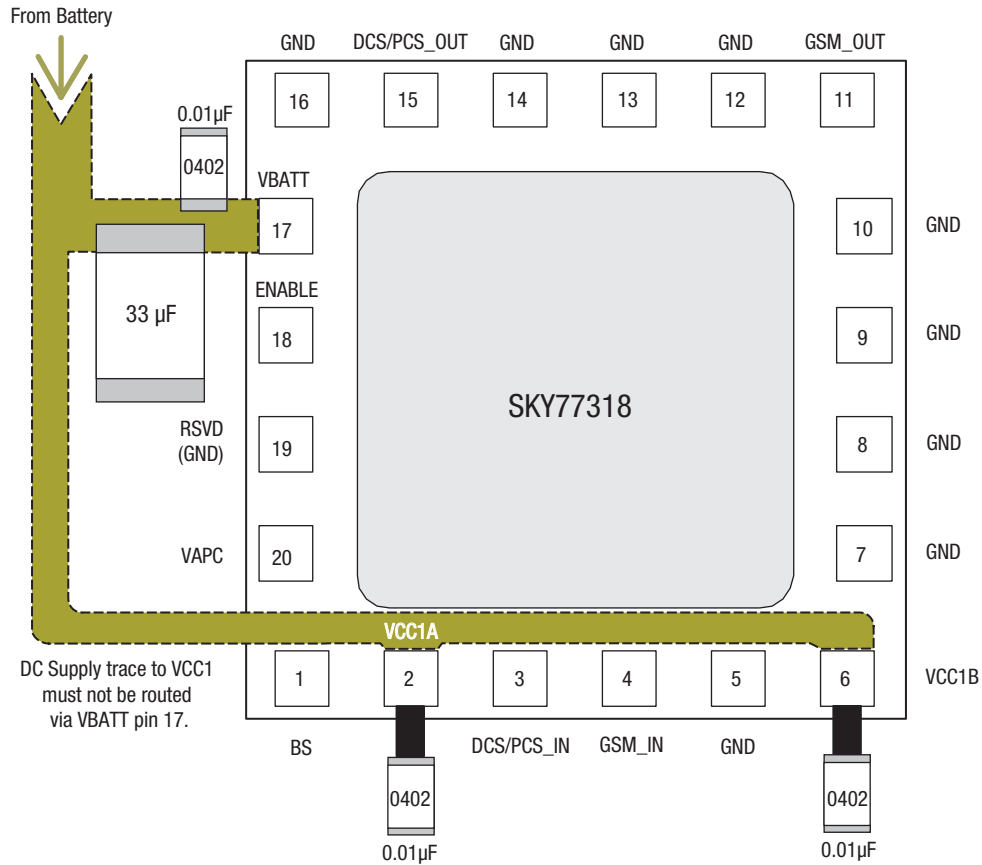 From Battery
GND
DCS/PCS_OUT
GND
GND
GND
GSM_OUT
16
15
14
13
12
11
0.01µF
0402
VBATT
17
10
GND
33 µF
ENABLE
18
9
GND
SKY77318
RSVD
(GND)
19
8
GND
VAPC
20
7
GND
VCC1A
DC Supply trace to VCC1
must not be routed
via VBATT pin 17.
1
2
3
4
5
6
VCC1B
BS
DCS/PCS_IN
GSM_IN
GND
0402
0.01µF
0402
0.01µF